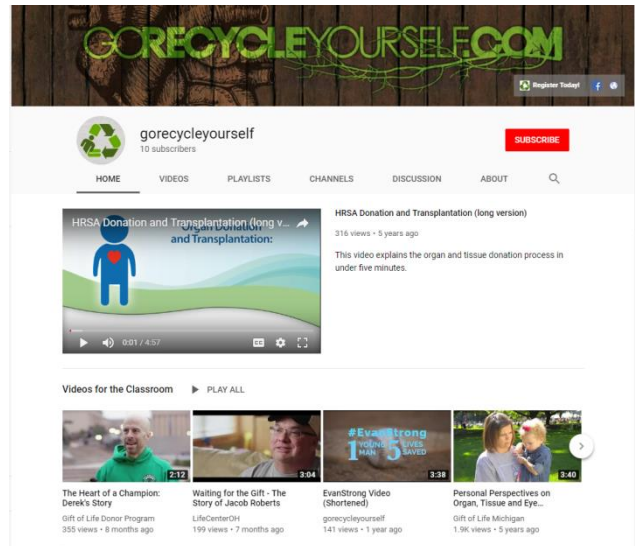 GORECYCLEYOURSELF.COM
Register Today!
gorecycleyourself
10 subscribers
SUBSCRIBE
HOME VIDEOS PLAYLISTS CHANNELS DISCUSSION ABOUT
HRSA Donation and Transplantation (long v...
Organ Donation
and Transplantation:
0:01 / 4:57
CC
HRSA Donation and Transplantation (long version)
316 views • 5 years ago
This video explains the organ and tissue donation process in
under five minutes.
Videos for the Classroom PLAY ALL
2:12
3:04
#EvanStrong
1 YOUNG MAN 5 LIVES SAVED
3:38
3:40
The Heart of a Champion:
Derek's Story
Gift of Life Donor Program
355 views • 8 months ago
Waiting for the Gift - The
Story of Jacob Roberts
LifeCenterOH
199 views • 7 months ago
EvanStrong Video
(Shortened)
gorecycleyourself
141 views • 1 year ago
Personal Perspectives on
Organ, Tissue and Eye...
Gift of Life Michigan
1.9K views • 5 years ago